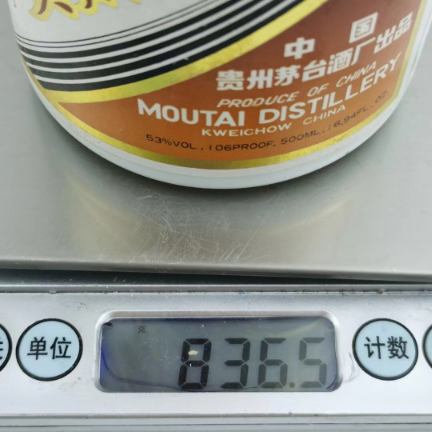 中国
贵州茅台酒厂出品
PRODUCE OF CHINA
MOUTAI DISTILLERY
KWEICHOW CHINA
53%VOL. 106PROOF. 500ML. 16.94FL.OZ.
单位
836.5
计数